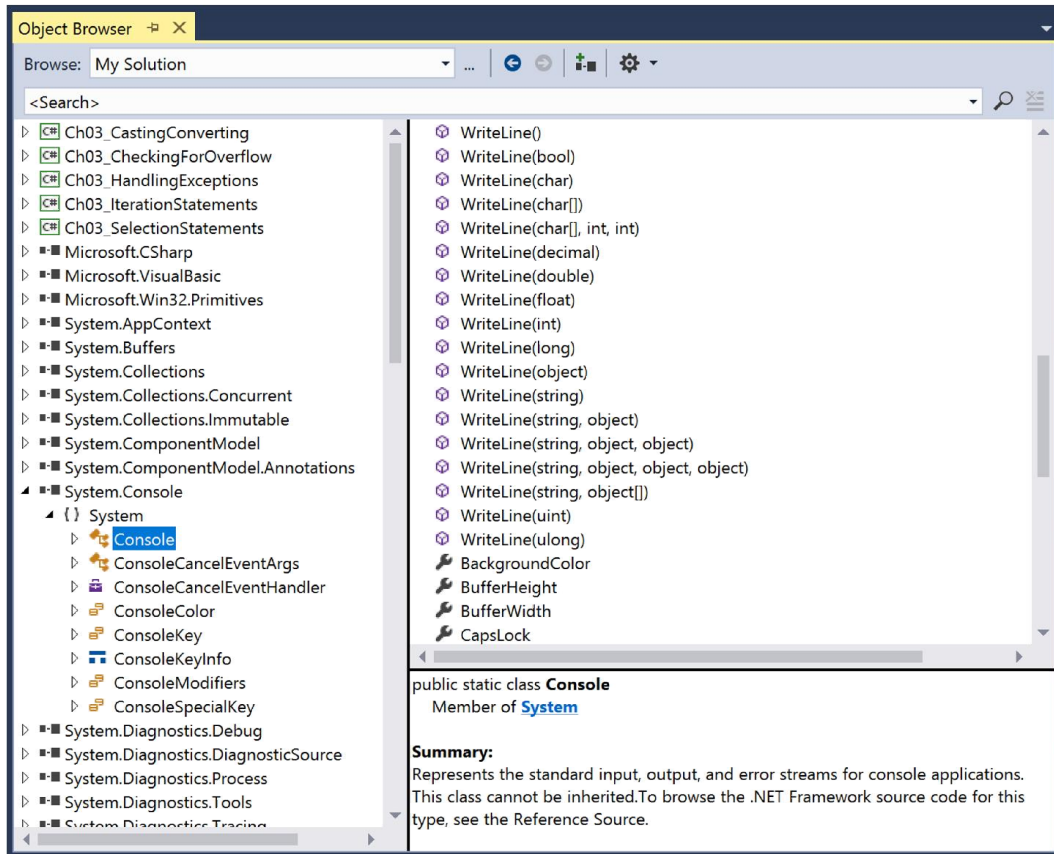 Object Browser
Browse: My Solution
...
<Search>
C# Ch03_CastingConverting
C# Ch03_CheckingForOverflow
C# Ch03_HandlingExceptions
C# Ch03_IterationStatements
C# Ch03_SelectionStatements
Microsoft.CSharp
Microsoft.VisualBasic
Microsoft.Win32.Primitives
System.AppContext
System.Buffers
System.Collections
System.Collections.Concurrent
System.Collections.Immutable
System.ComponentModel
System.ComponentModel.Annotations
System.Console
{ } System
Console
ConsoleCancelEventArgs
ConsoleCancelEventHandler
ConsoleColor
ConsoleKey
ConsoleKeyInfo
ConsoleModifiers
ConsoleSpecialKey
System.Diagnostics.Debug
System.Diagnostics.DiagnosticSource
System.Diagnostics.Process
System.Diagnostics.Tools
System.Diagnostics.Tracing
WriteLine()
WriteLine(bool)
WriteLine(char)
WriteLine(char[])
WriteLine(char[], int, int)
WriteLine(decimal)
WriteLine(double)
WriteLine(float)
WriteLine(int)
WriteLine(long)
WriteLine(object)
WriteLine(string)
WriteLine(string, object)
WriteLine(string, object, object)
WriteLine(string, object, object, object)
WriteLine(string, object[])
WriteLine(uint)
WriteLine(ulong)
BackgroundColor
BufferHeight
BufferWidth
CapsLock
public static class Console
Member of System
Summary:
Represents the standard input, output, and error streams for console applications.
This class cannot be inherited.To browse the .NET Framework source code for this
type, see the Reference Source.